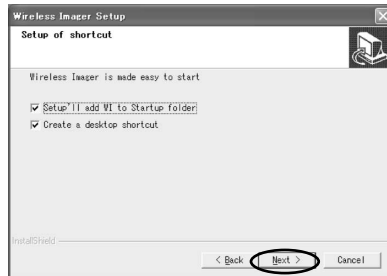 Wireless Imager Setup
Setup of shortcut
Wireless Imager is made easy to start
Setup'll add WI to Startup folder
Create a desktop shortcut
InstallShield
< Back Next > Cancel